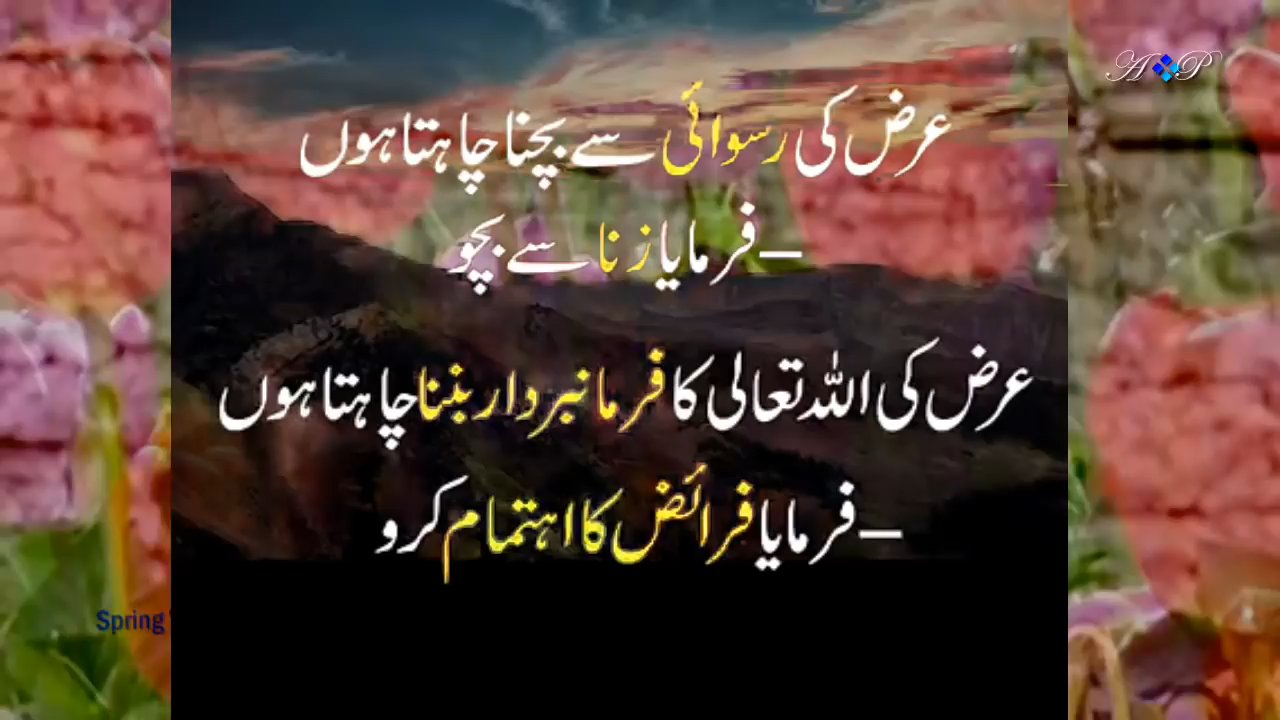 A P
عرض کی رسوائی سے بچنا چاہتا ہوں
–فرمایا زنا سے بچو
عرض کی اللہ تعالی کا فرمانبردار بننا چاہتا ہوں
–فرمایا فرائض کا اہتمام کرو
Spring